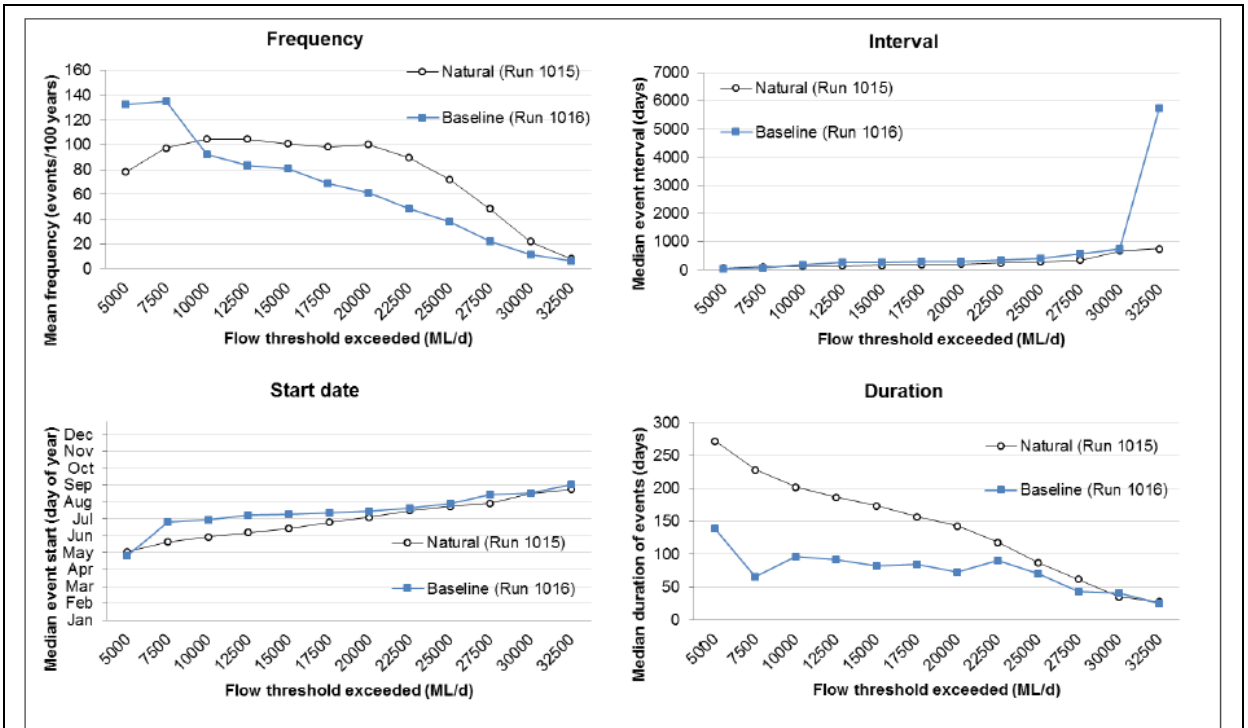 Frequency
Mean frequency (events/100 years)
160
140
120
100
80
60
40
20
0
Natural (Run 1015)
Baseline (Run 1016)
5000
7500
10000
12500
15000
17500
20000
22500
25000
27500
30000
32500
Flow threshold exceeded (ML/d)
Interval
Median event nterval (days)
7000
6000
5000
4000
3000
2000
1000
0
Natural (Run 1015)
Baseline (Run 1016)
5000
7500
10000
12500
15000
17500
20000
22500
25000
27500
30000
32500
Flow threshold exceeded (ML/d)
Start date
Median event start (day of year)
Dec
Nov
Oct
Sep
Aug
Jul
Jun
May
Apr
Mar
Feb
Jan
Natural (Run 1015)
Baseline (Run 1016)
5000
7500
10000
12500
15000
17500
20000
22500
25000
27500
30000
32500
Flow threshold exceeded (ML/d)
Duration
Median duration of events (days)
300
250
200
150
100
50
0
Natural (Run 1015)
Baseline (Run 1016)
5000
7500
10000
12500
15000
17500
20000
22500
25000
27500
30000
32500
Flow threshold exceeded (ML/d)